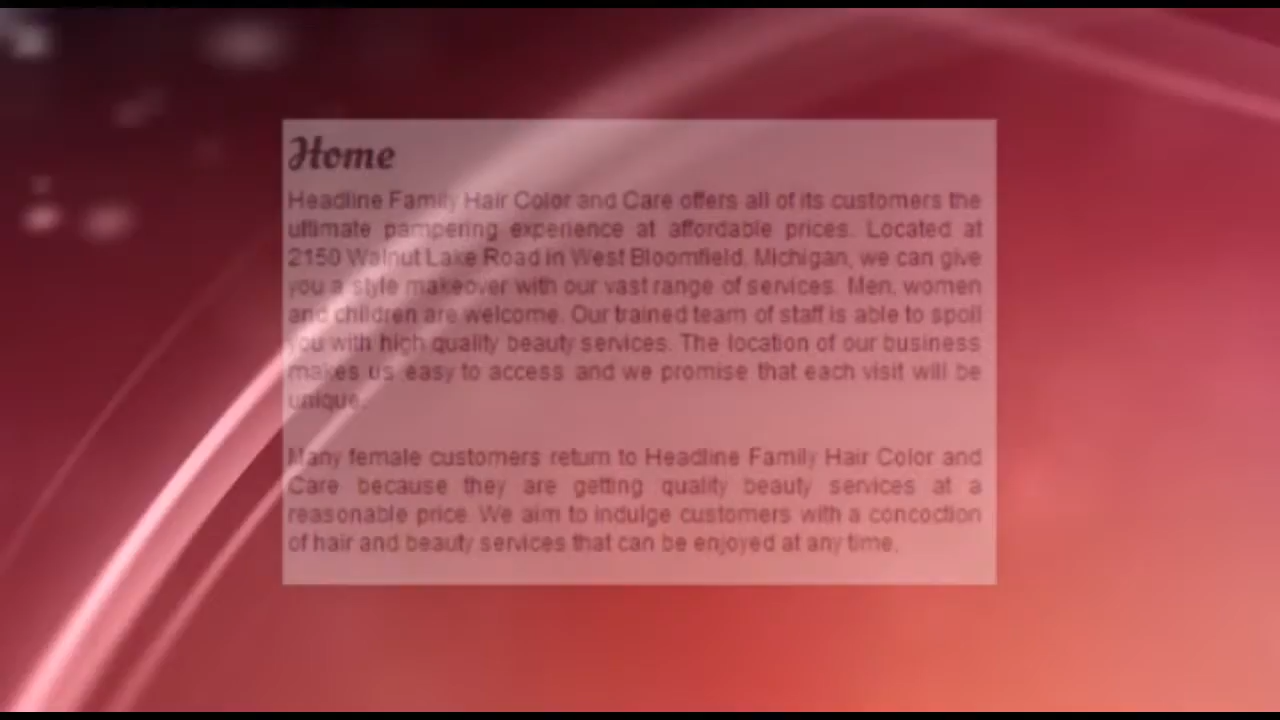 Home
Headline Family Hair Color and Care offers all of its customers the
ultimate pampering experience at affordable prices. Located at
2150 Walnut Lake Road in West Bloomfield, Michigan, we can give
you a style makeover with our vast range of services. Men, women
and children are welcome. Our trained team of staff is able to spoil
you with high quality beauty services. The location of our business
makes us easy to access and we promise that each visit will be
unique.
Many female customers return to Headline Family Hair Color and
Care because they are getting quality beauty services at a
reasonable price. We aim to indulge customers with a concoction
of hair and beauty services that can be enjoyed at any time.